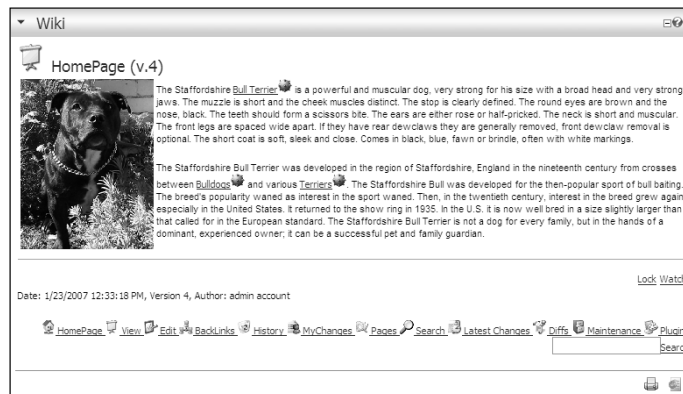 Wiki
HomePage (v.4)
The Staffordshire Bull Terrier is a powerful and muscular dog, very strong for his size with a broad head and very strong
jaws. The muzzle is short and the cheek muscles distinct. The stop is clearly defined. The round eyes are brown and the
nose, black. The teeth should form a scissors bite. The ears are either rose or half-pricked. The neck is short and muscular.
The front legs are spaced wide apart. If they have rear dewclaws they are generally removed, front dewclaw removal is
optional. The short coat is soft, sleek and close. Comes in black, blue, fawn or brindle, often with white markings.
The Staffordshire Bull Terrier was developed in the region of Staffordshire, England in the nineteenth century from crosses
between Bulldogs and various Terriers. The Staffordshire Bull was developed for the then-popular sport of bull baiting.
The breed's popularity waned as interest in the sport waned. Then, in the twentieth century, interest in the breed grew again
especially in the United States. It returned to the show ring in 1935. In the U.S. it is now well bred in a size slightly larger than
that called for in the European standard. The Staffordshire Bull Terrier is not a dog for every family, but in the hands of a
dominant, experienced owner; it can be a successful pet and family guardian.
Lock Watch
Date: 1/23/2007 12:33:18 PM, Version 4, Author: admin account
HomePage View Edit BackLinks History MyChanges Pages Search Latest Changes Diffs Maintenance Plugin
Searc